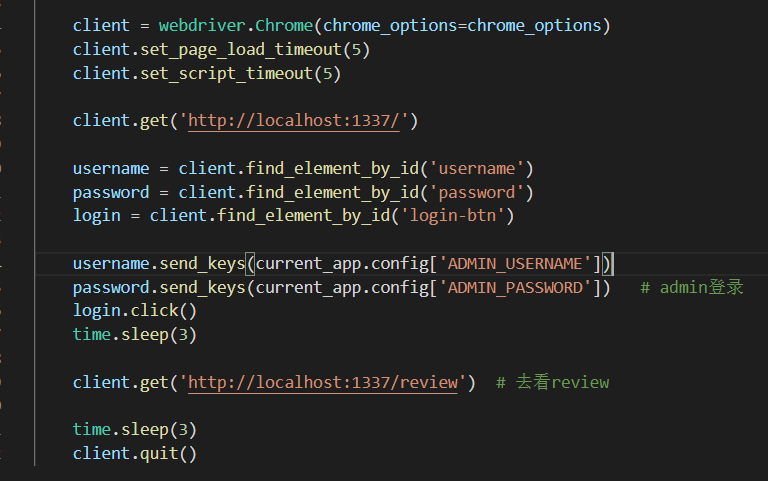 client = webdriver.Chrome(chrome_options=chrome_options)
client.set_page_load_timeout(5)
client.set_script_timeout(5)
client.get('http://localhost:1337/')
username = client.find_element_by_id('username')
password = client.find_element_by_id('password')
login = client.find_element_by_id('login-btn')
username.send_keys(current_app.config['ADMIN_USERNAME'])
password.send_keys(current_app.config['ADMIN_PASSWORD'])   # admin登录
login.click()
time.sleep(3)
client.get('http://localhost:1337/review')  # 去看review
time.sleep(3)
client.quit()